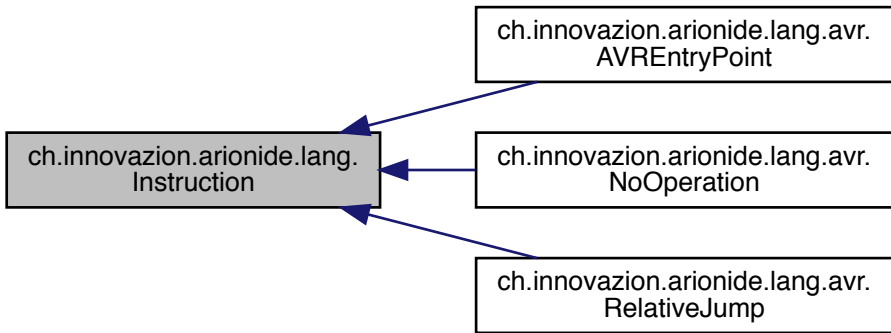 ch.innovazion.arionide.lang.
Instruction
ch.innovazion.arionide.lang.avr.
AVREntryPoint
ch.innovazion.arionide.lang.avr.
NoOperation
ch.innovazion.arionide.lang.avr.
RelativeJump